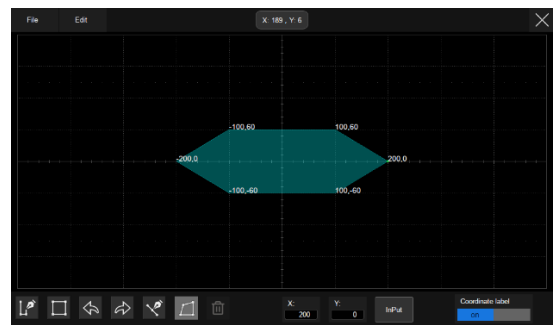 File Edit X: 189 , Y: 6
-100,60 100,60
-200,0 200,0
-100,-60 100,-60
X: Y: Coordinate label
200 0 InPut on